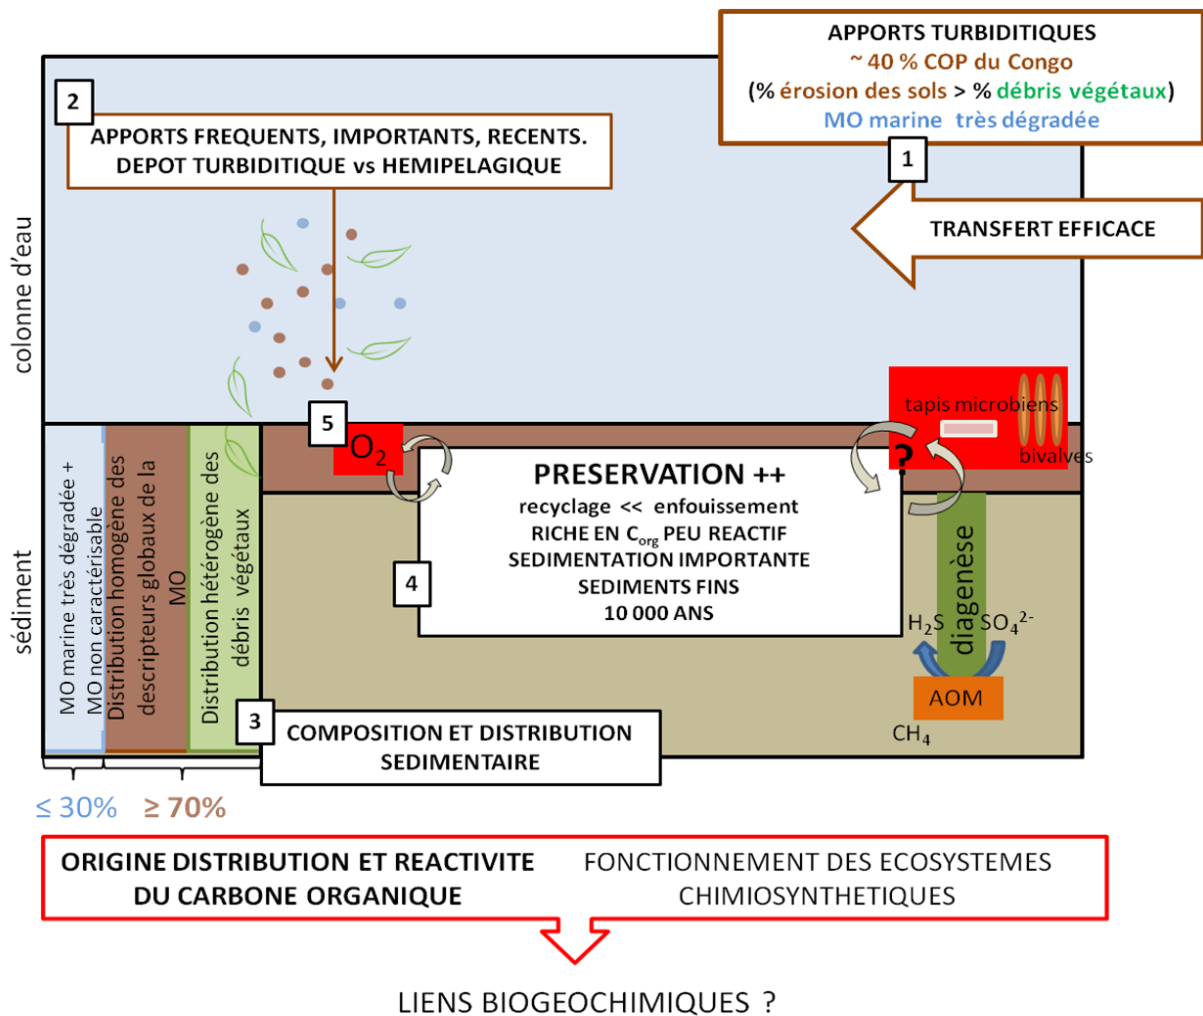 APPORTS TURBIDITIQUES
~ 40 % COP du Congo
(% érosion des sols > % débris végétaux)
MO marine très dégradée
1
TRANSFERT EFFICACE
2
APPORTS FREQUENTS, IMPORTANTS, RECENTS.
DEPOT TURBIDITIQUE vs HEMIPELAGIQUE
colonne d'eau
sédiment
5
O₂
tapis microbiens
bivalves
?
PRESERVATION ++
recyclage << enfouissement
RICHE EN Corg PEU REACTIF
SEDIMENTATION IMPORTANTE
SEDIMENTS FINS
10 000 ANS
4
MO marine très dégradée +
MO non caractérisable
Distribution homogène des
descripteurs globaux de la
MO
Distribution hétérogène des
débris végétaux
diagenèse
H₂S
SO₄²⁻
AOM
CH₄
3
COMPOSITION ET DISTRIBUTION
SEDIMENTAIRE
≤ 30%
≥ 70%
ORIGINE DISTRIBUTION ET REACTIVITE
DU CARBONE ORGANIQUE
FONCTIONNEMENT DES ECOSYSTEMES
CHIMIOSYNTHETIQUES
LIENS BIOGEOCHIMIQUES ?